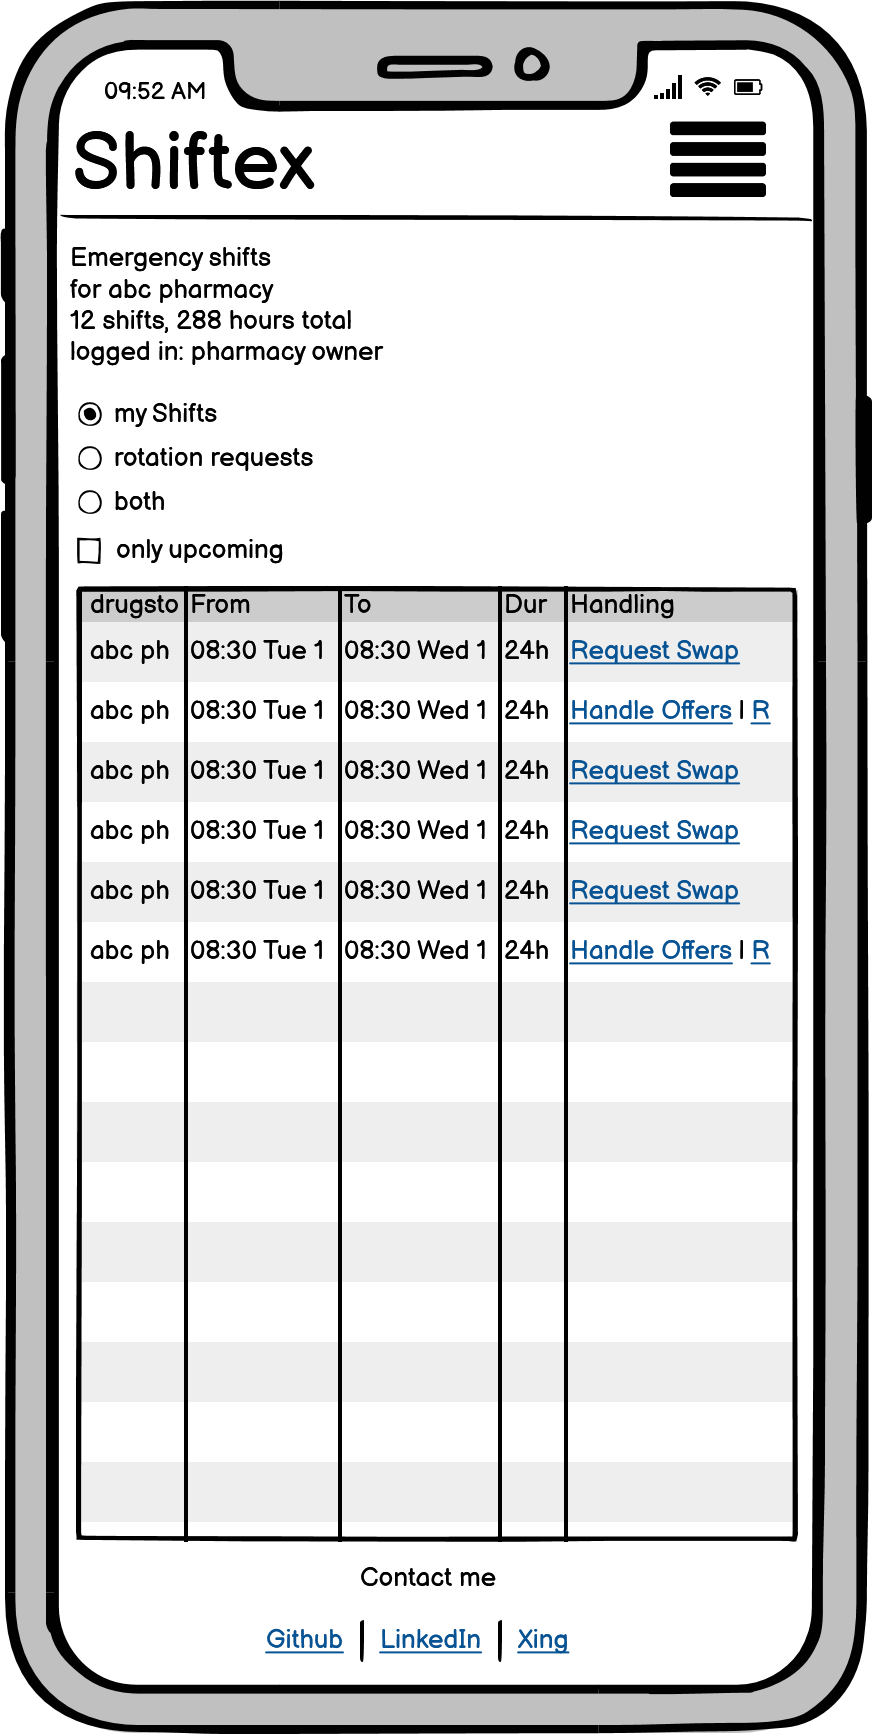 09:52 AM
Shiftex
Emergency shifts
for abc pharmacy
12 shifts, 288 hours total
logged in: pharmacy owner
my Shifts
rotation requests
both
only upcoming
drugsto From To Dur Handling
abc ph 08:30 Tue 1 08:30 Wed 1 24h Request Swap
abc ph 08:30 Tue 1 08:30 Wed 1 24h Handle Offers | R
abc ph 08:30 Tue 1 08:30 Wed 1 24h Request Swap
abc ph 08:30 Tue 1 08:30 Wed 1 24h Request Swap
abc ph 08:30 Tue 1 08:30 Wed 1 24h Request Swap
abc ph 08:30 Tue 1 08:30 Wed 1 24h Handle Offers | R
Contact me
Github | LinkedIn | Xing